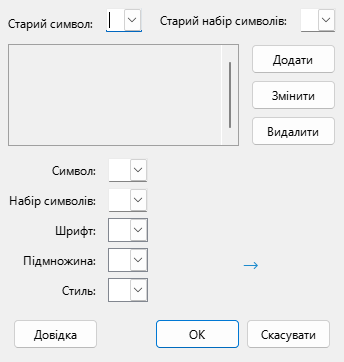 Старий символ: Старий набір символів:
Додати
Змінити
Видалити
Символ:
Набір символів:
Шрифт:
Підмножина:
→
Стиль:
Довідка OK Скасувати